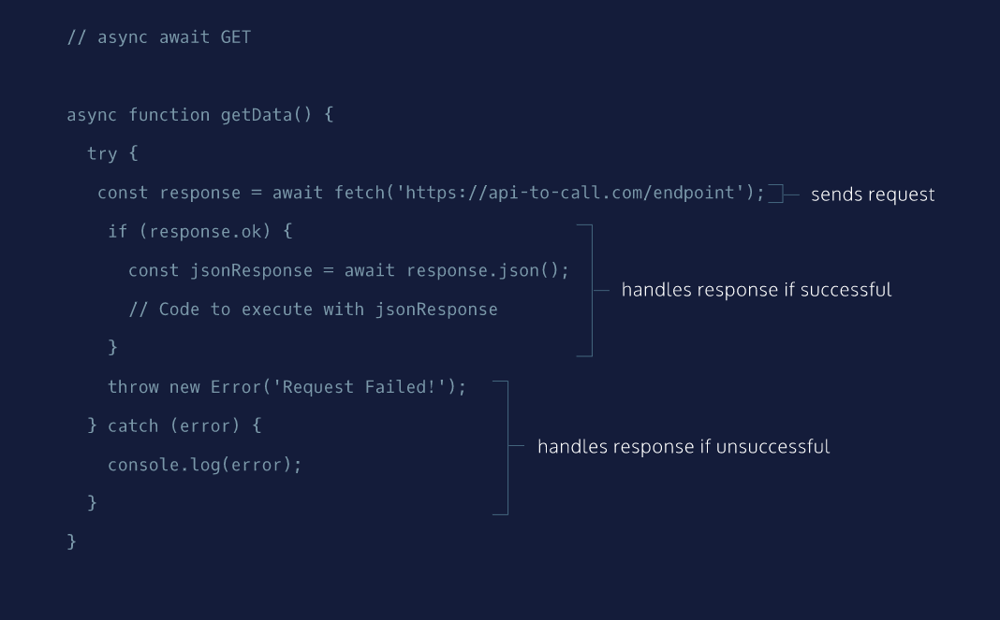 // async await GET
async function getData() {
try {
const response = await fetch('https://api-to-call.com/endpoint');
sends request
if (response.ok) {
const jsonResponse = await response.json();
handles response if successful
// Code to execute with jsonResponse
}
throw new Error('Request Failed!');
} catch (error) {
handles response if unsuccessful
console.log(error);
}
}